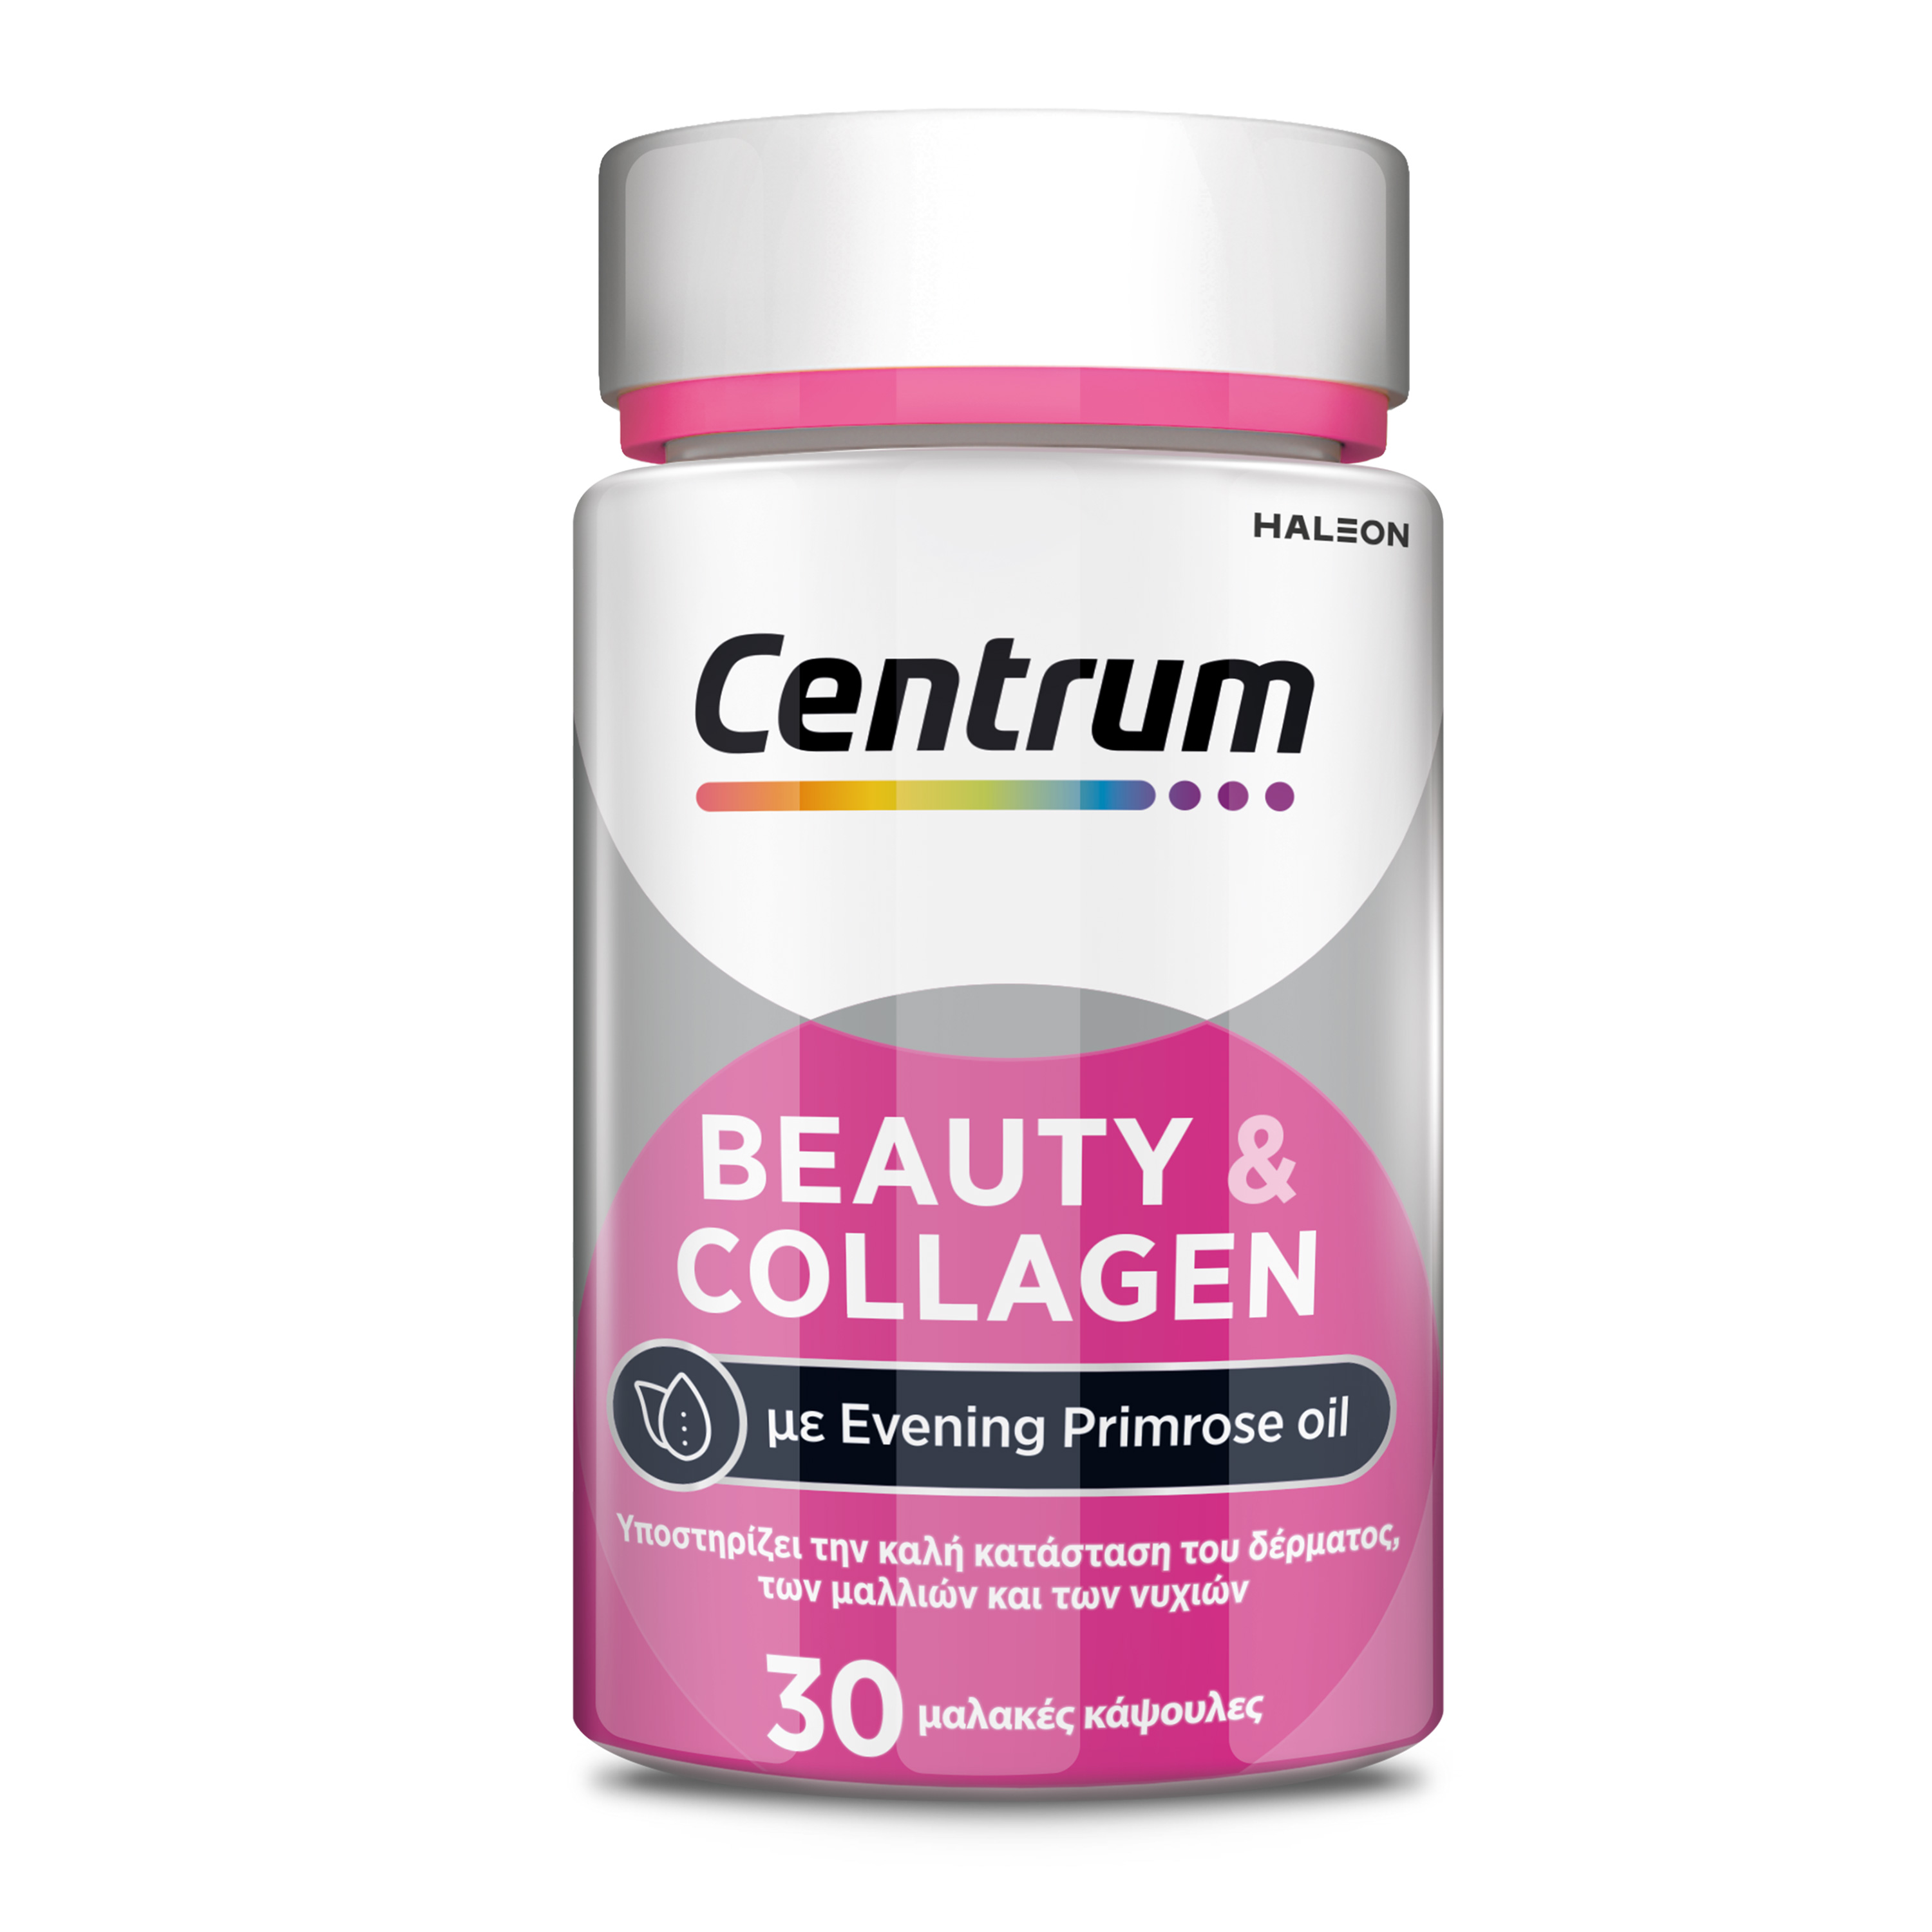 HALEON
Centrum
BEAUTY &
COLLAGEN
με Evening Primrose oil
Υποστηρίζει την καλή κατάσταση του δέρματος,
των μαλλιών και των νυχιών
30 μαλακές κάψουλες